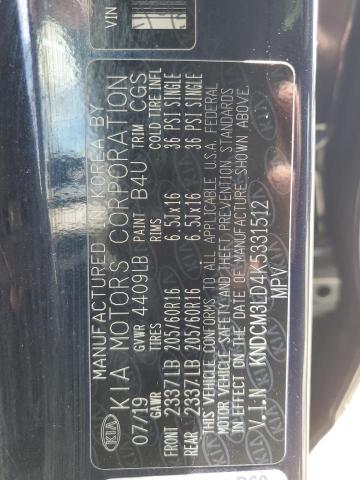 VIN
MANUFACTURED IN KOREA BY
KIA MOTORS CORPORATION
07/19 GVWR 4409LB PAINT B4U TRIM CGS
GAWR TIRES RIMS COLD TIRE INFL
FRONT 2337LB 205/60R16 6.5Jx16 36 PSI SINGLE
REAR 2337LB 205/60R16 6.5Jx16 36 PSI SINGLE
THIS VEHICLE CONFORMS TO ALL APPLICABLE U.S.A. FEDERAL
MOTOR VEHICLE SAFETY AND THEFT PREVENTION STANDARDS
IN EFFECT ON THE DATE OF MANUFACTURE SHOWN ABOVE.
V.I.N KNDCM3LD4K5331512
MPV
KIA